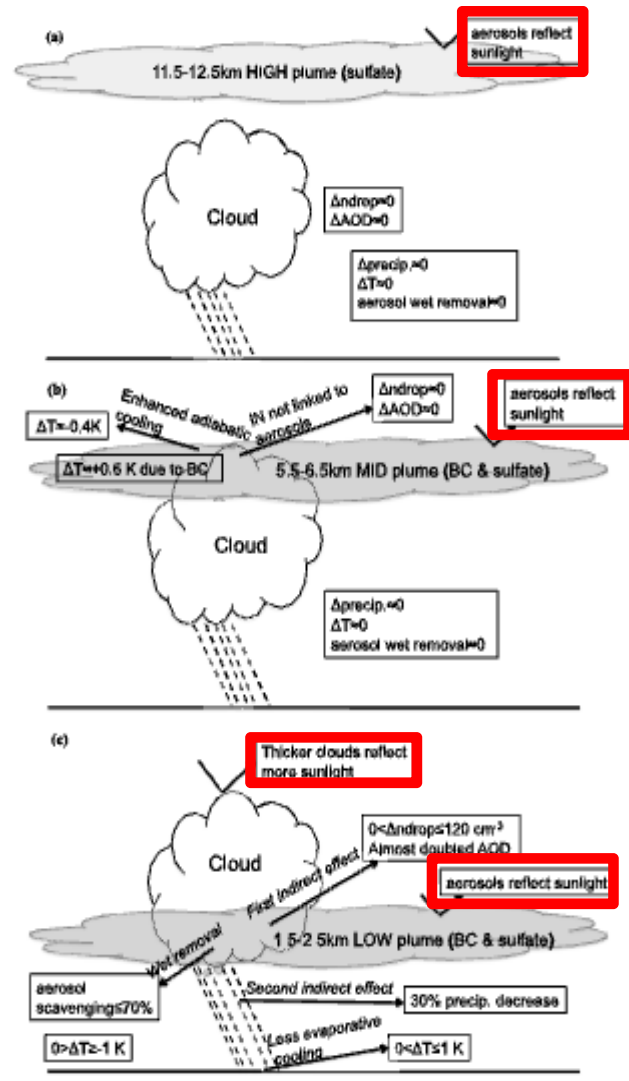 (a)
aerosols reflect
sunlight
11.5-12.5km HIGH plume (sulfate)
Cloud
Δndrop≈0
ΔAOD≈0
Δprecip.≈0
ΔT≈0
aerosol wet removal≈0
(b)
Enhanced adiabatic
cooling
IN not linked to
aerosols
Δndrop≈0
ΔAOD≈0
aerosols reflect
sunlight
ΔT≈-0.4K
ΔT≈+0.6 K due to BC
5.5-6.5km MID plume (BC & sulfate)
Cloud
Δprecip.≈0
ΔT≈0
aerosol wet removal≈0
(c)
Thicker clouds reflect
more sunlight
Cloud
0<Δndrop≤120 cm⁻³
Almost doubled AOD
First indirect effect
aerosols reflect sunlight
1.5-2.5km LOW plume (BC & sulfate)
Wet removal
aerosol
scavenging≤70%
Second indirect effect
30% precip. decrease
Less evaporative
cooling
0>ΔT≥-1 K
0<ΔT≤1 K